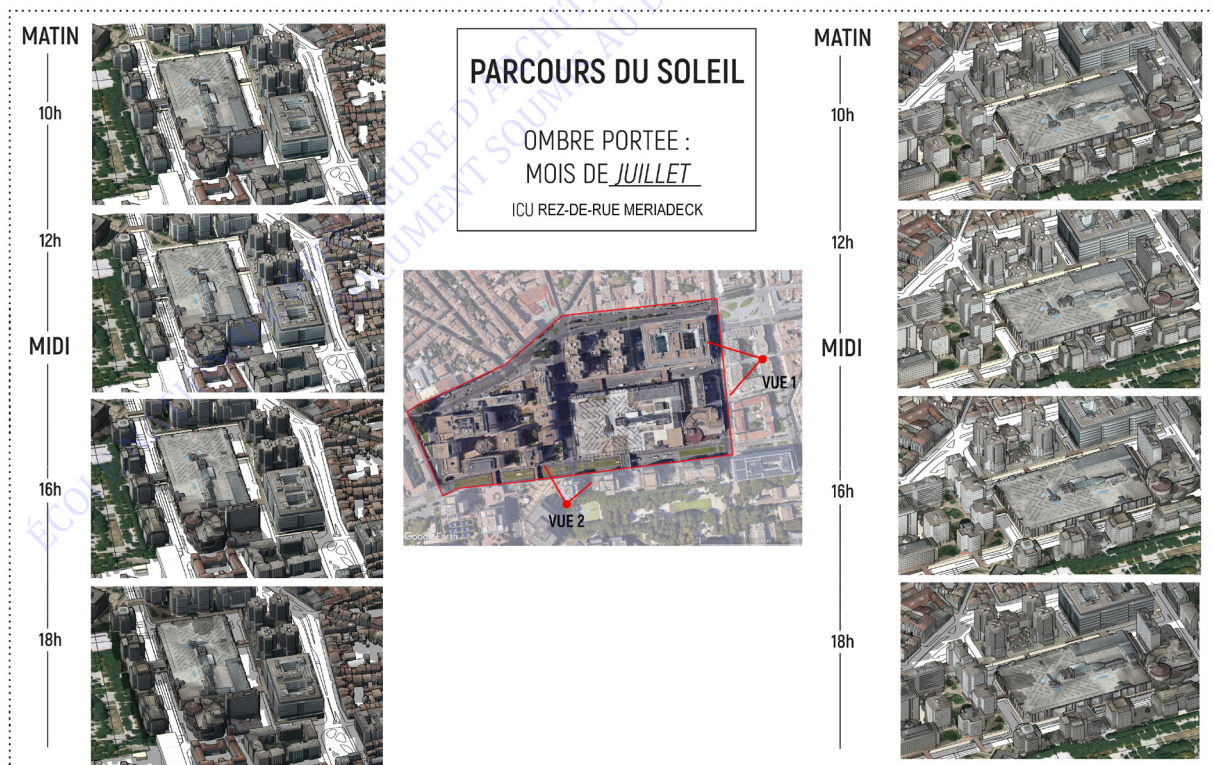 MATIN
10h
12h
MIDI
16h
18h
PARCOURS DU SOLEIL
OMBRE PORTEE :
MOIS DE JUILLET
ICU REZ-DE-RUE MERIADECK
VUE 1
VUE 2
Google Earth
MATIN
10h
12h
MIDI
16h
18h